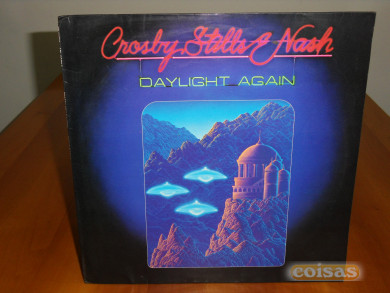 Crosby, Stills & Nash
DAYLIGHT AGAIN
coisas